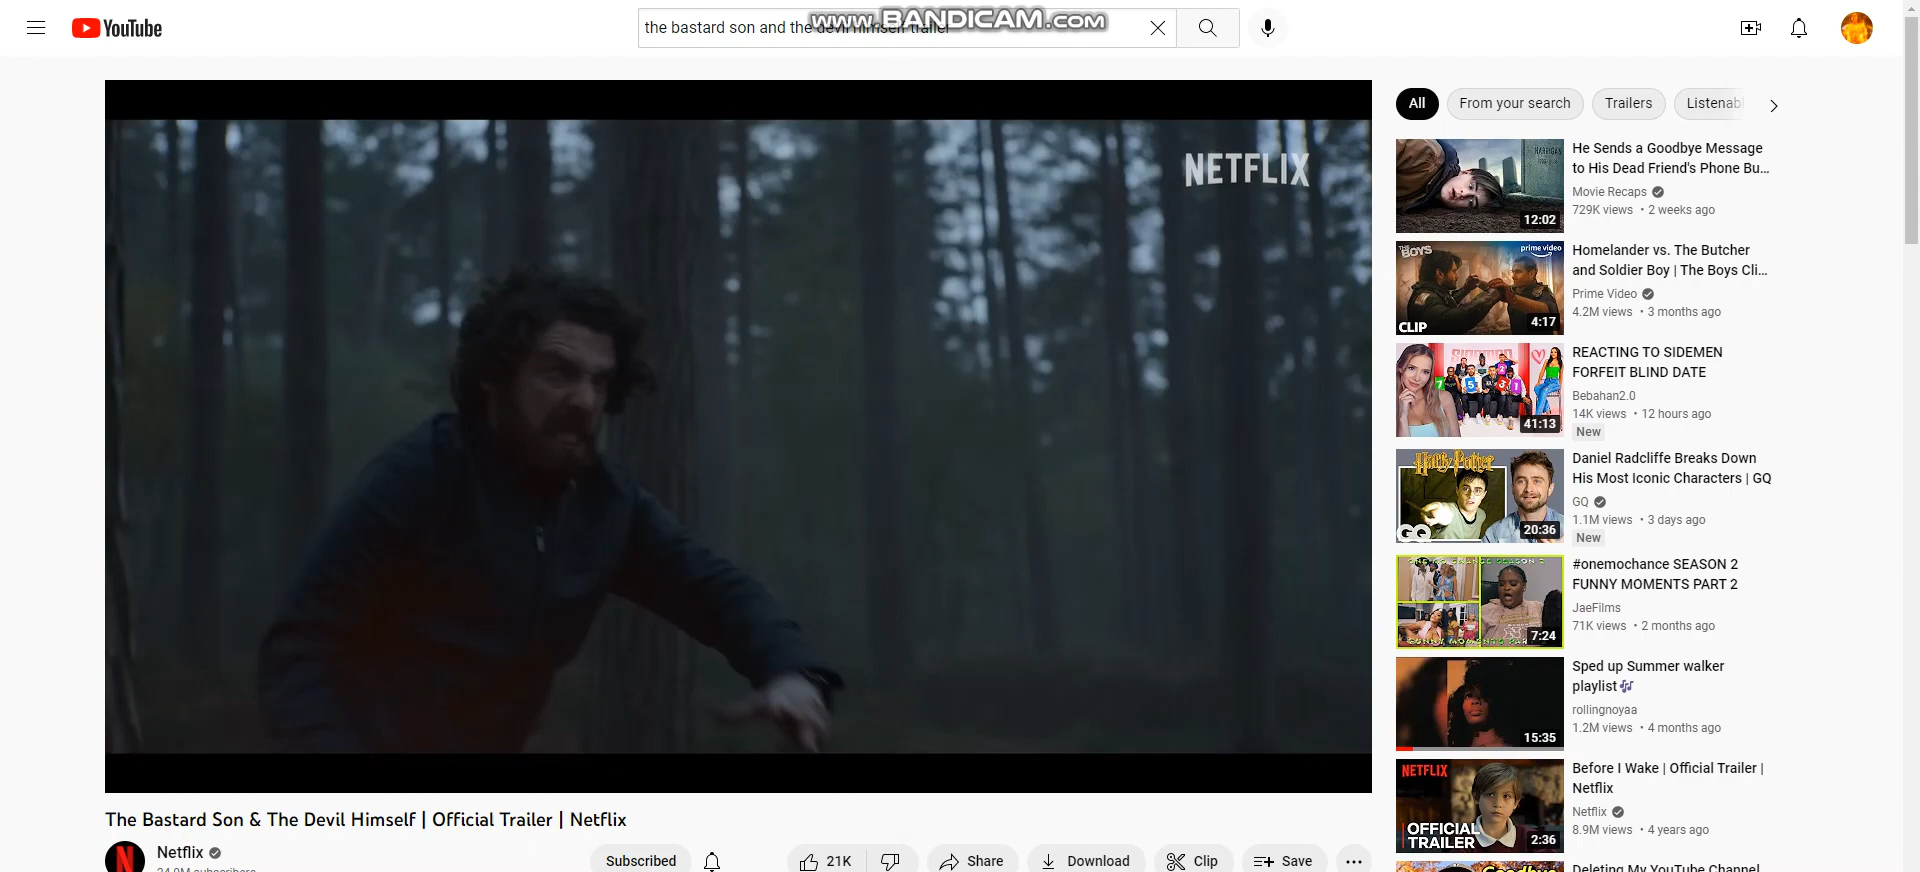 YouTube
the bastard son and the devil himself trailer
www.BANDICAM.com
NETFLIX
The Bastard Son & The Devil Himself | Official Trailer | Netflix
Netflix
Subscribed
21K
Share
Download
Clip
Save
All
From your search
Trailers
Listenab
12:02
He Sends a Goodbye Message
to His Dead Friend's Phone Bu...
Movie Recaps
729K views • 2 weeks ago
THE BOYS
prime video
CLIP
4:17
Homelander vs. The Butcher
and Soldier Boy | The Boys Cli...
Prime Video
4.2M views • 3 months ago
41:13
REACTING TO SIDEMEN
FORFEIT BLIND DATE
Bebahan2.0
14K views • 12 hours ago
New
Harry Potter
GQ
20:36
Daniel Radcliffe Breaks Down
His Most Iconic Characters | GQ
GQ
1.1M views • 3 days ago
New
7:24
#onemochance SEASON 2
FUNNY MOMENTS PART 2
JaeFilms
71K views • 2 months ago
15:35
Sped up Summer walker
playlist🎶
rollingnoyaa
1.2M views • 4 months ago
NETFLIX
OFFICIAL
TRAILER
2:36
Before I Wake | Official Trailer |
Netflix
Netflix
8.9M views • 4 years ago
Deleting My YouTube Channel